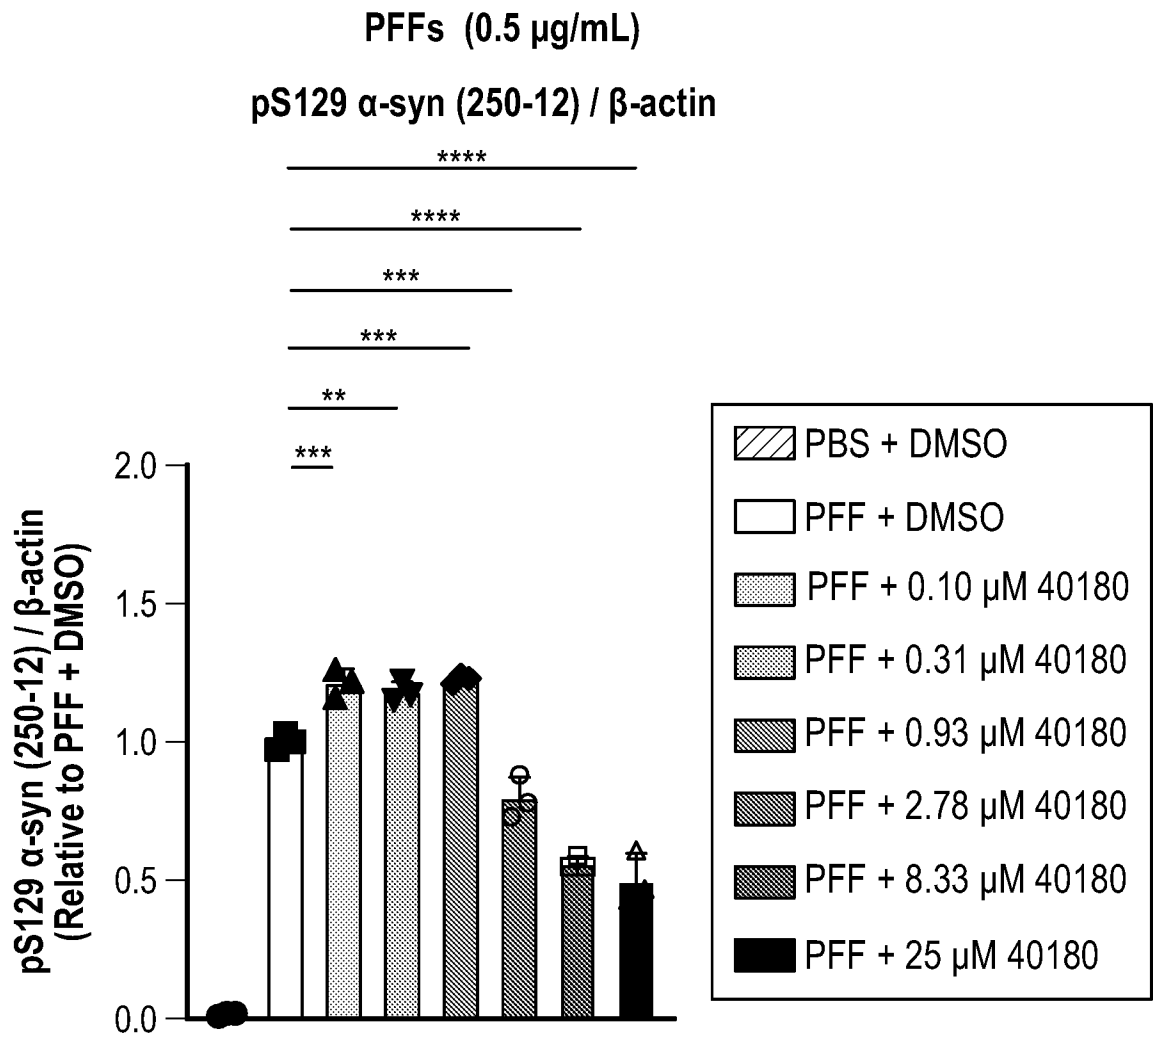 PFFs (0.5 µg/mL)
pS129 α-syn (250-12) / β-actin
****
****
***
***
**
***
2.0
1.5
1.0
0.5
0.0
pS129 α-syn (250-12) / β-actin
(Relative to PFF + DMSO)
PBS + DMSO
PFF + DMSO
PFF + 0.10 µM 40180
PFF + 0.31 µM 40180
PFF + 0.93 µM 40180
PFF + 2.78 µM 40180
PFF + 8.33 µM 40180
PFF + 25 µM 40180